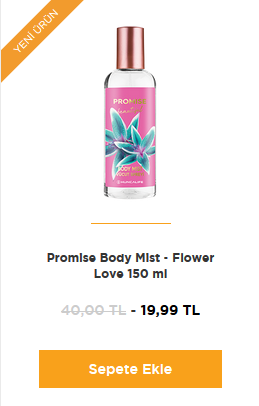 YENİ ÜRÜN
PROMISE
BODY MIST
Promise Body Mist - Flower
Love 150 ml
40,00 TL - 19,99 TL
Sepete Ekle